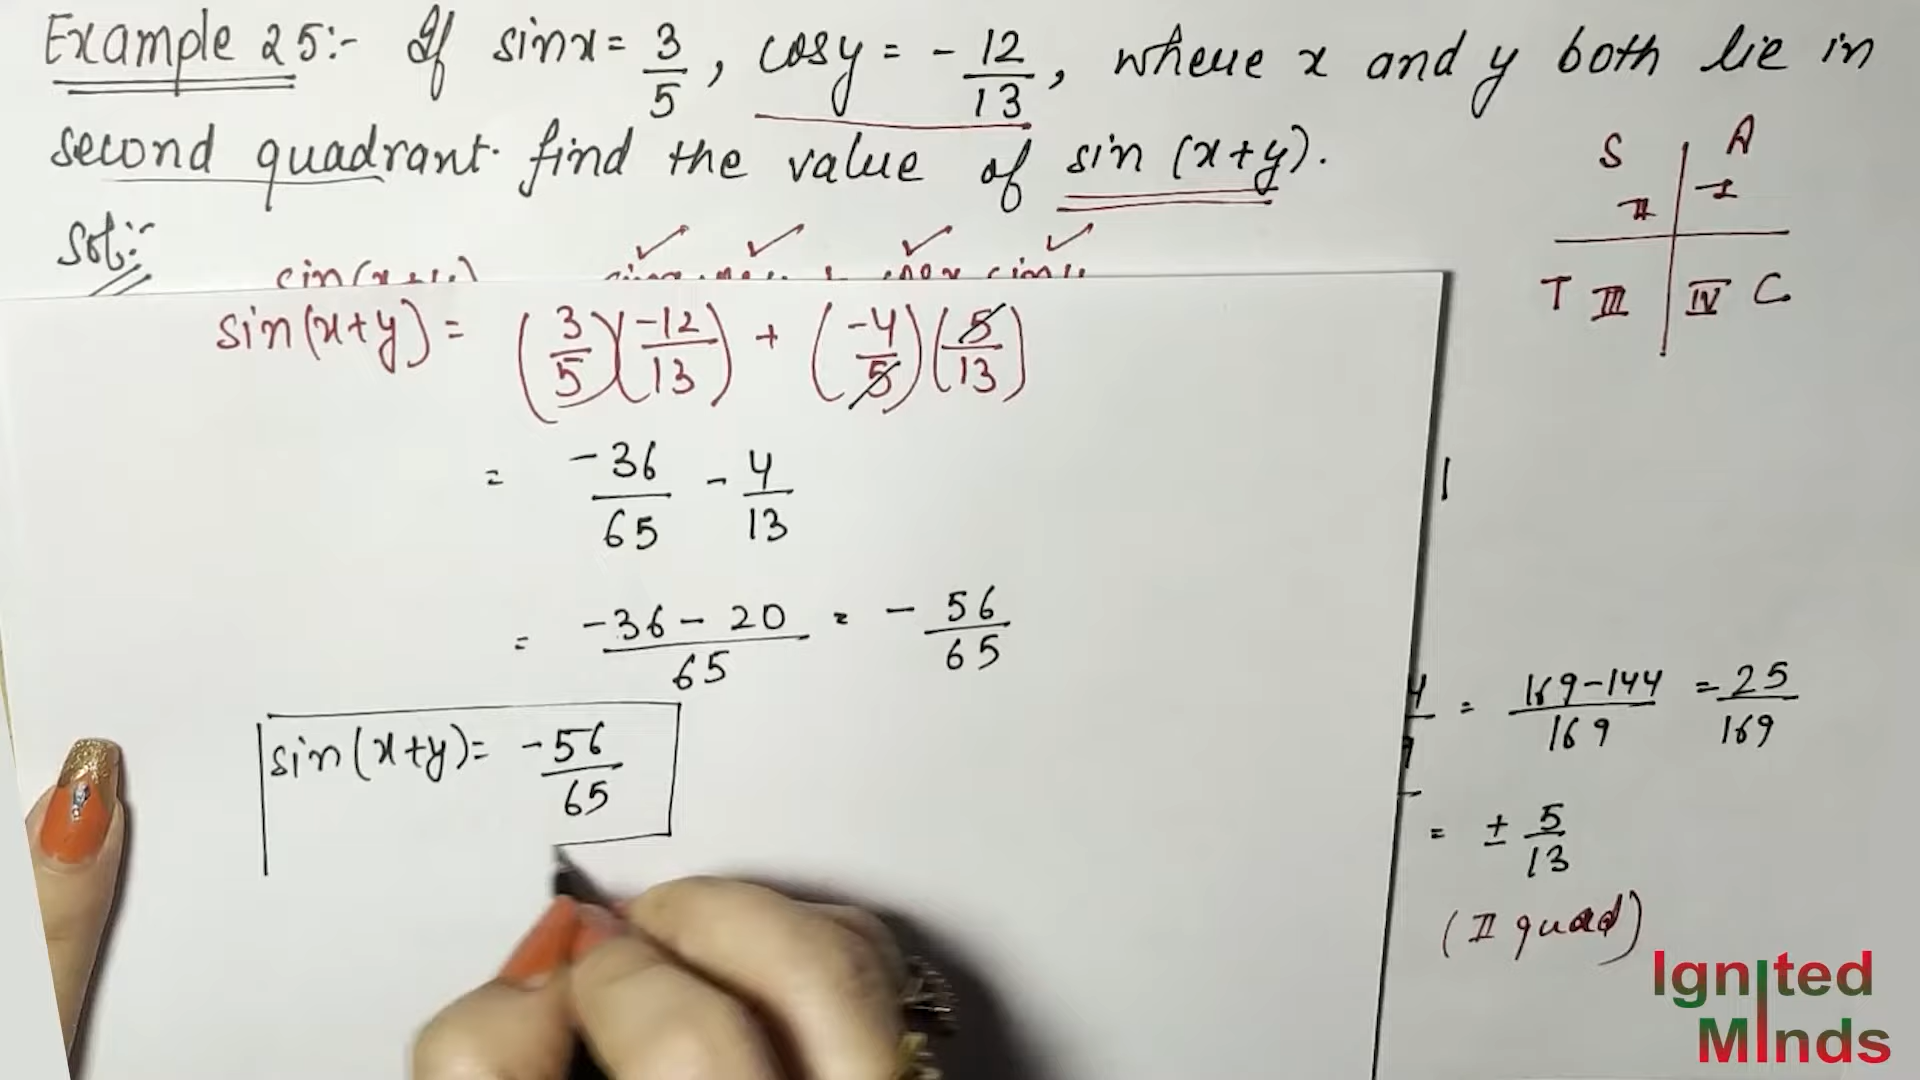 Example 25:- If sinx = 3/5, cosy = - 12/13, where x and y both lie in
second quadrant. find the value of sin (x+y).
S A
II I
T III IV C
Sol:-
sin(x+y)
sin(x+y) = (3/5)(-12/13) + (-4/5)(5/13)
= -36/65 - 4/13
= -36-20/65 = - 56/65
sin(x+y) = -56/65
= 169-144/169 = 25/169
= ± 5/13
(II quad)
Ignited
Minds